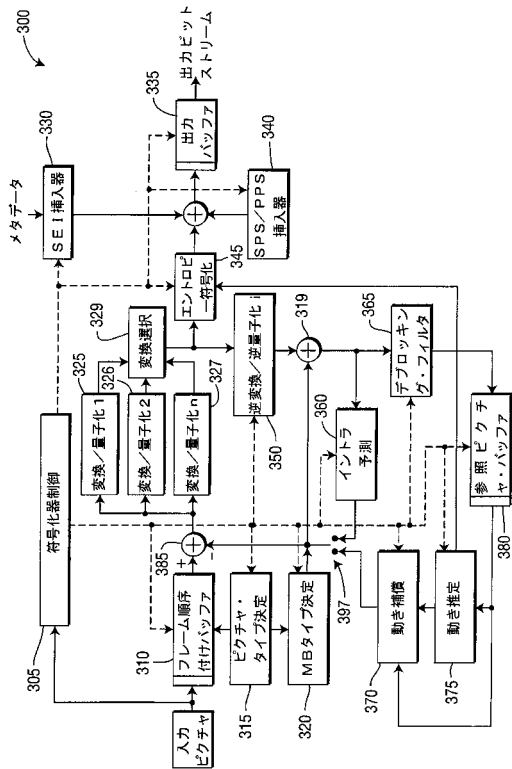 300
メタデータ
330
SEI挿入器
335
出力
バッファ
出力ビット
ストリーム
340
SPS/PPS
挿入器
345
エントロピ
ー符号化
329
変換選択
325
変換/量子化1
326
変換/量子化2
327
変換/量子化n
305
符号化器制御
350
逆変換/逆量子化i
319
365
デブロッキン
グ・フィルタ
360
イントラ
予測
385
+
310
フレーム順序
付けバッファ
入力
ピクチャ
315
ピクチャ・
タイプ決定
320
MBタイプ決定
397
370
動き補償
375
動き推定
380
参照ピクチ
ャ・バッファ